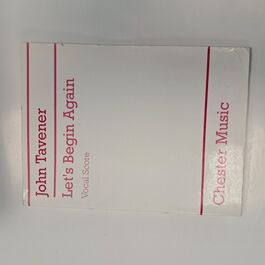 John Tavener
Let's Begin Again
Vocal Score
Chester Music